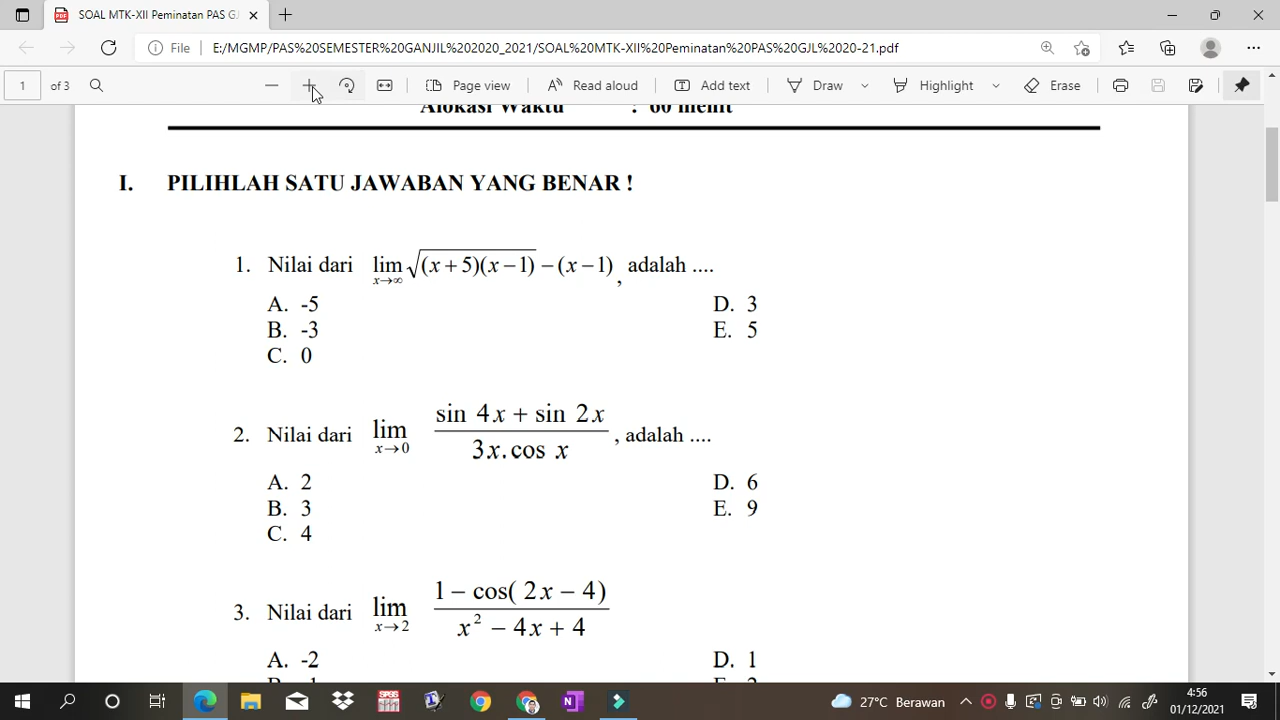 SOAL MTK-XII Peminatan PAS GJ
File E:/MGMP/PAS%20SEMESTER%20GANJIL%202020_2021/SOAL%20MTK-XII%20Peminatan%20PAS%20GJL%2020-21.pdf
1 of 3 Page view Read aloud Add text Draw Highlight Erase
Alokasi Waktu : 60 menit
I. PILIHLAH SATU JAWABAN YANG BENAR !
1. Nilai dari lim x→∞ √(x+5)(x−1) −(x−1) , adalah ....
A. -5 D. 3
B. -3 E. 5
C. 0
2. Nilai dari lim x→0 sin 4x + sin 2x / 3x.cos x , adalah ....
A. 2 D. 6
B. 3 E. 9
C. 4
3. Nilai dari lim x→2 1 − cos( 2x − 4) / x² − 4x + 4
A. -2 D. 1
27°C Berawan 4:56
01/12/2021